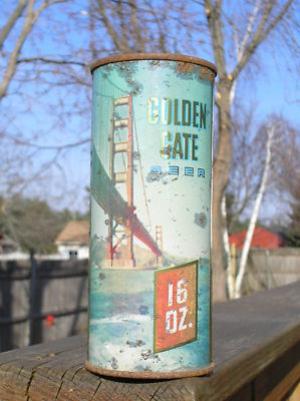 GOLDEN
GATE
BEER
16
OZ.